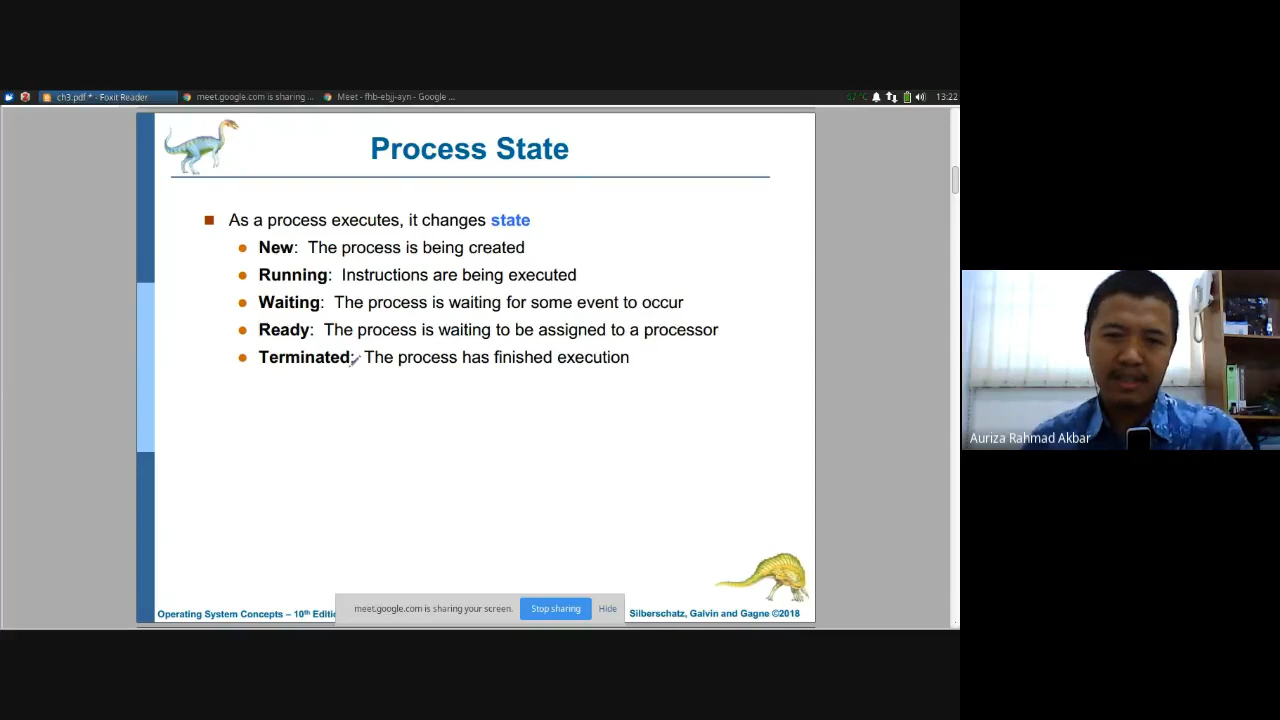 ch3.pdf * - Foxit Reader
meet.google.com is sharing ...
Meet - fhb-ebjj-ayn - Google ...
13:22
Process State
As a process executes, it changes state
New: The process is being created
Running: Instructions are being executed
Waiting: The process is waiting for some event to occur
Ready: The process is waiting to be assigned to a processor
Terminated: The process has finished execution
Auriza Rahmad Akbar
meet.google.com is sharing your screen.
Stop sharing
Hide
Operating System Concepts – 10th Editio
Silberschatz, Galvin and Gagne ©2018